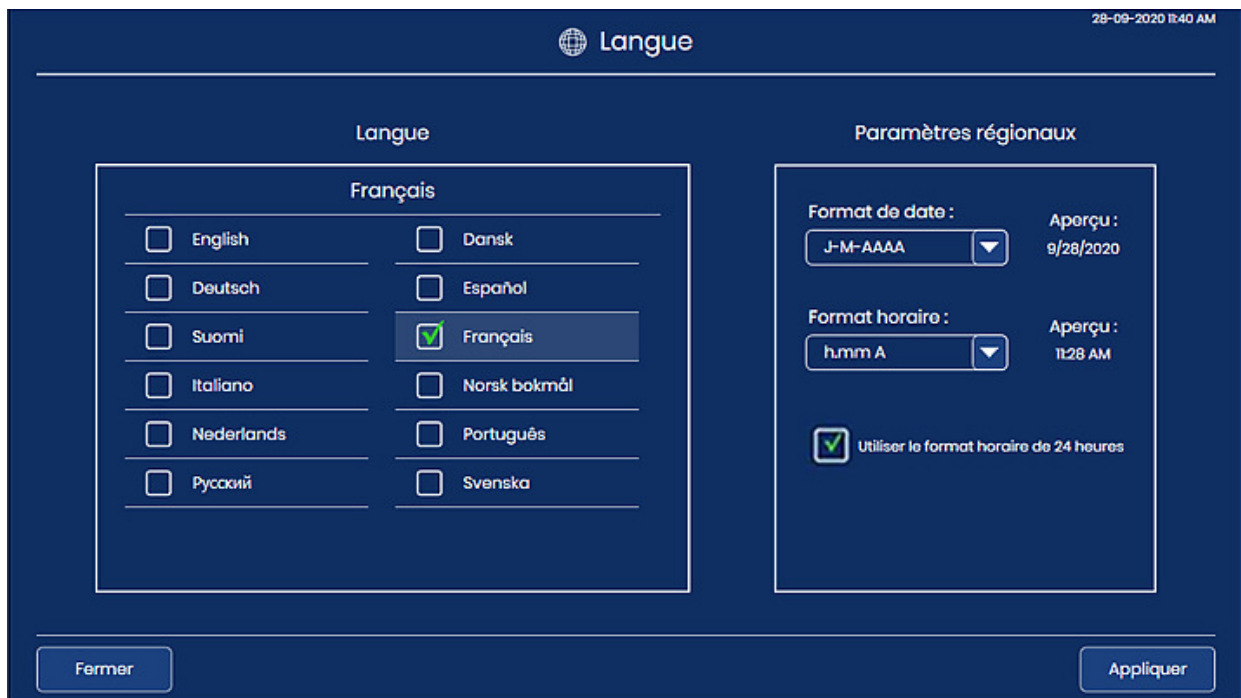 28-09-2020 11:40 AM
Langue
Langue
Français
English
Dansk
Deutsch
Español
Suomi
Français
Italiano
Norsk bokmål
Nederlands
Português
Русский
Svenska
Paramètres régionaux
Format de date :
Aperçu :
J-M-AAAA
9/28/2020
Format horaire :
Aperçu :
h.mm A
11:28 AM
Utiliser le format horaire de 24 heures
Fermer
Appliquer